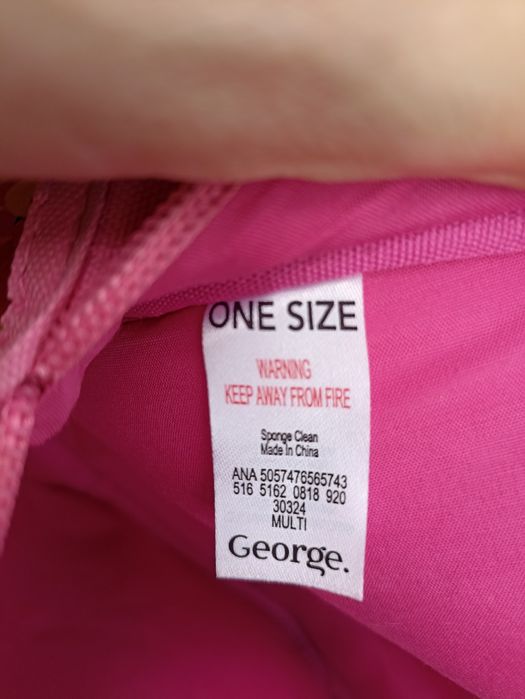 ONE SIZE
WARNING
KEEP AWAY FROM FIRE
Sponge Clean
Made In China
ANA 5057476565743
516 5162 0818 920
30324
MULTI
George.